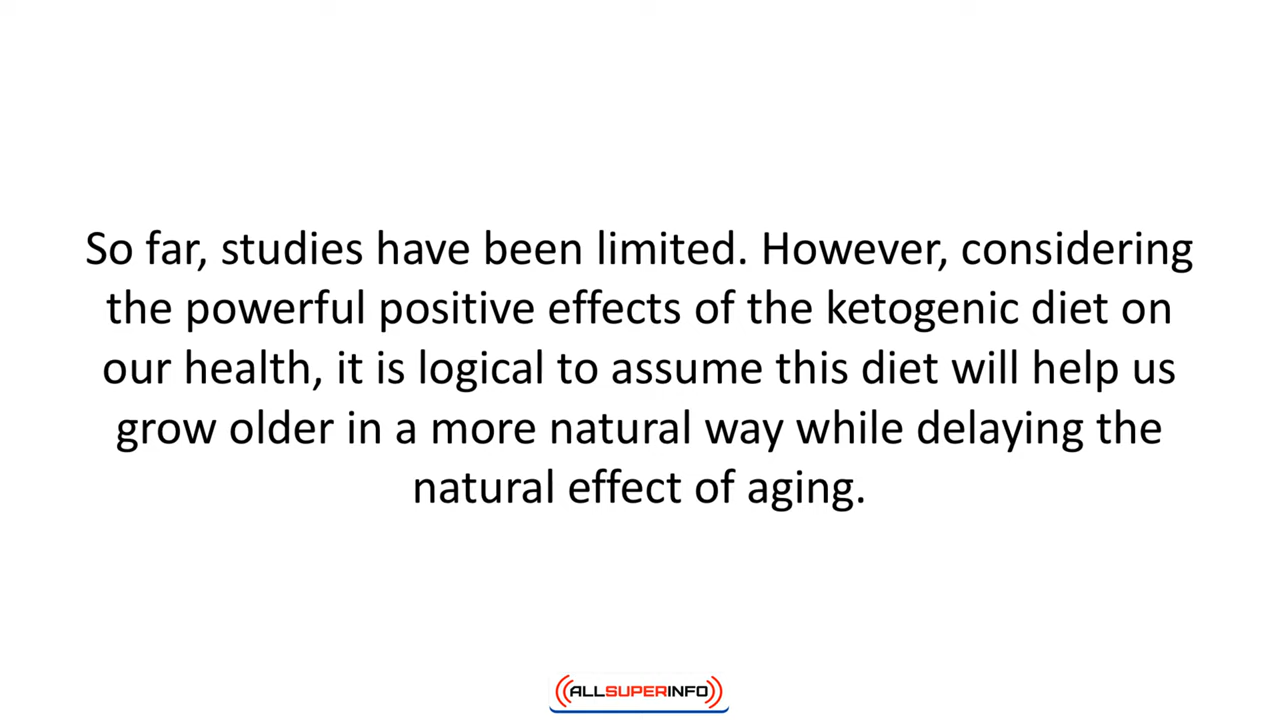 So far, studies have been limited. However, considering
the powerful positive effects of the ketogenic diet on
our health, it is logical to assume this diet will help us
grow older in a more natural way while delaying the
natural effect of aging.
ALLSUPERINFO